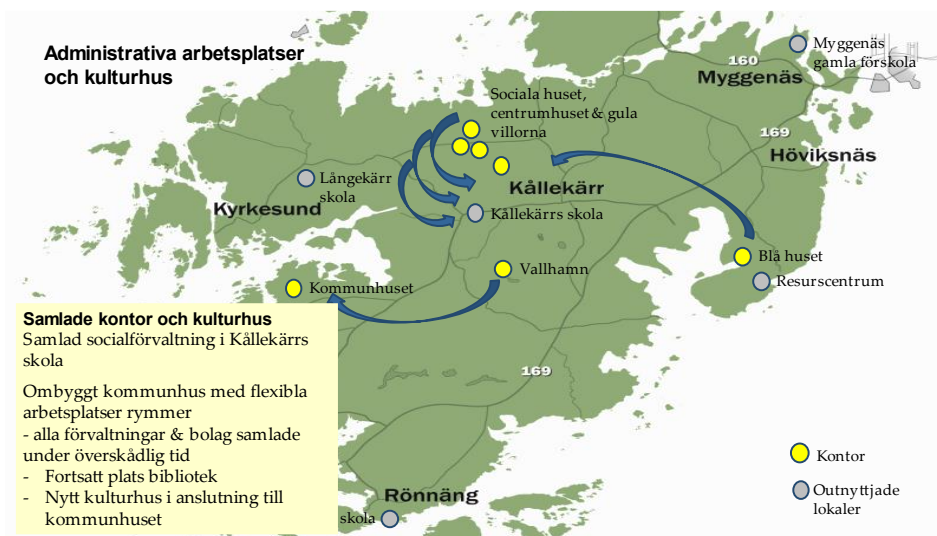 Administrativa arbetsplatser
och kulturhus
Myggenäs
gamla förskola
160
Myggenäs
Sociala huset,
centrumhuset & gula
villorna
169
Höviksnäs
Långekärr
skola
Kållekärr
Kyrkesund
Kållekärrs skola
Blå huset
Vallhamn
Resurscentrum
Kommunhuset
Samlade kontor och kulturhus
Samlad socialförvaltning i Kållekärrs
skola
Ombyggt kommunhus med flexibla
arbetsplatser rymmer
- alla förvaltningar & bolag samlade
under överskådlig tid
- Fortsatt plats bibliotek
- Nytt kulturhus i anslutning till
kommunhuset
169
Rönnäng
skola
Kontor
Outnyttjade
lokaler